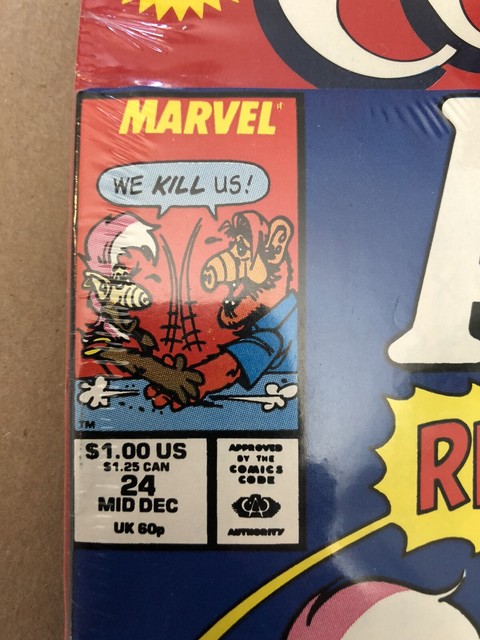 MARVEL
WE KILL US!
TM
$1.00 US
$1.25 CAN
24
MID DEC
UK 60p
APPROVED
BY THE
COMICS
CODE
CCA
AUTHORITY